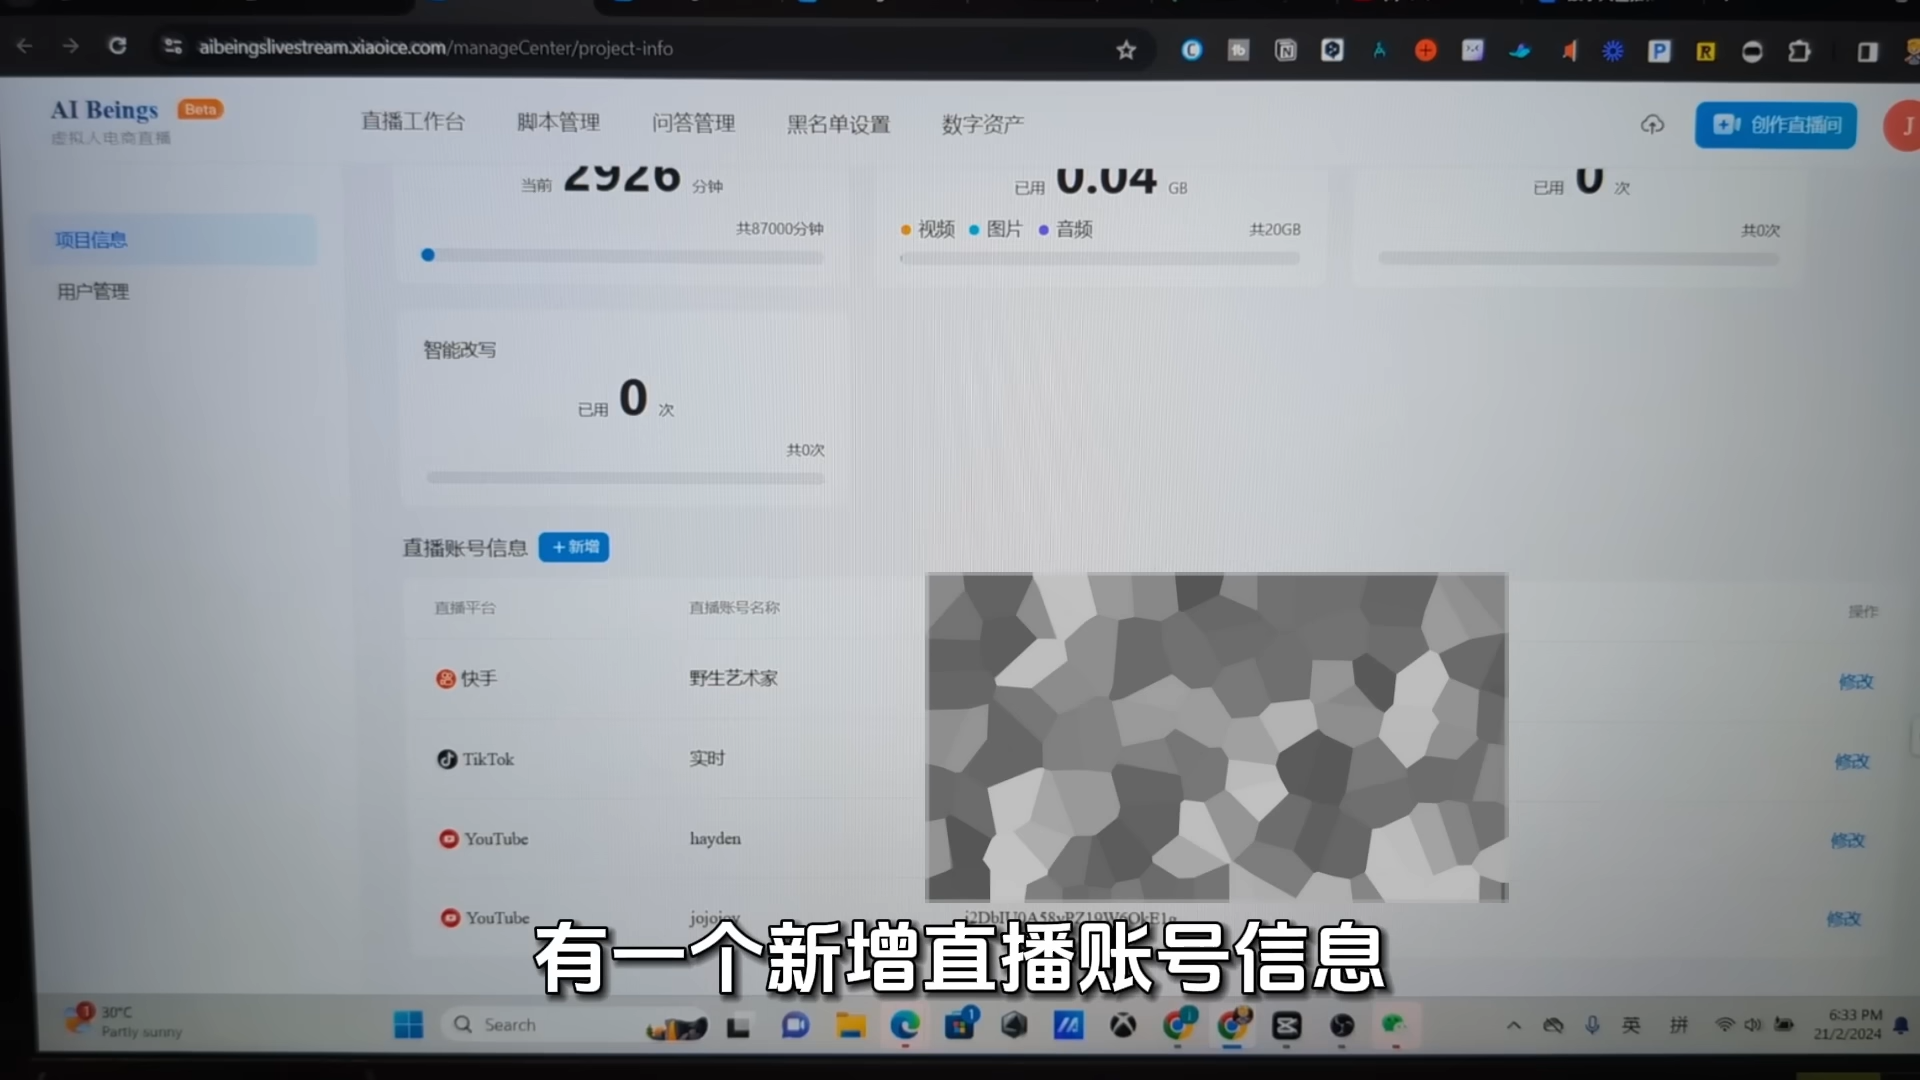 aibeingslivestream.xiaoice.com/manageCenter/project-info
AI Beings Beta
虚拟人电商直播
直播工作台 脚本管理 问答管理 黑名单设置 数字资产
创作直播间
J
项目信息
用户管理
当前 2926 分钟
共87000分钟
已用 0.04 GB
视频 图片 音频 共20GB
已用 0 次
共0次
智能改写
已用 0 次
共0次
直播账号信息 +新增
直播平台 直播账号名称 操作
快手 野生艺术家 修改
TikTok 实时 修改
YouTube hayden 修改
YouTube jojojoy 修改
有一个新增直播账号信息
30°C
Partly sunny
Search
英 拼
6:33 PM
21/2/2024